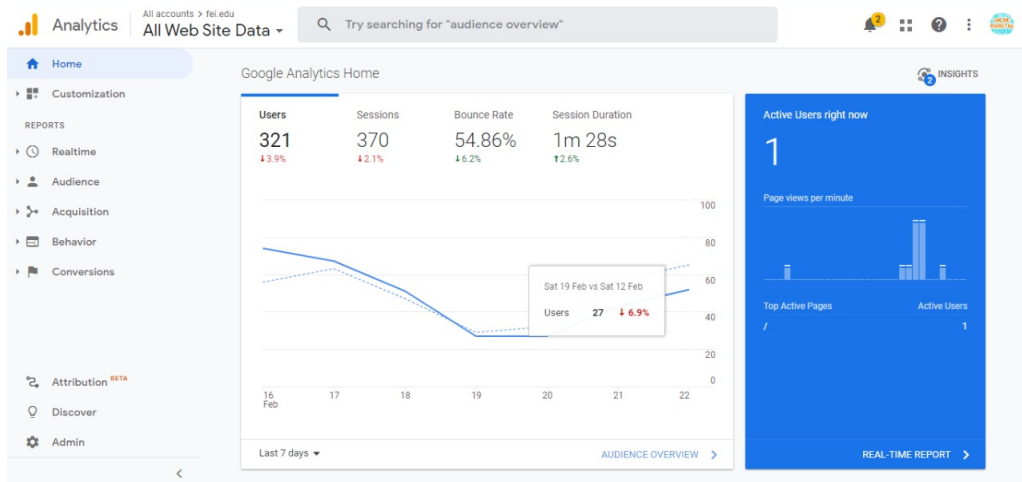 Analytics
All accounts > fei.edu
All Web Site Data
Try searching for "audience overview"
2
Home
Customization
REPORTS
Realtime
Audience
Acquisition
Behavior
Conversions
Attribution BETA
Discover
Admin
Google Analytics Home
2 INSIGHTS
Users Sessions Bounce Rate Session Duration
321 370 54.86% 1m 28s
↓3.9% ↓2.1% ↓6.2% ↑2.6%
100
80
60
40
20
0
Sat 19 Feb vs Sat 12 Feb
Users 27 ↓ 6.9%
16 17 18 19 20 21 22
Feb
Last 7 days
AUDIENCE OVERVIEW >
Active Users right now
1
Page views per minute
Top Active Pages Active Users
/ 1
REAL-TIME REPORT >